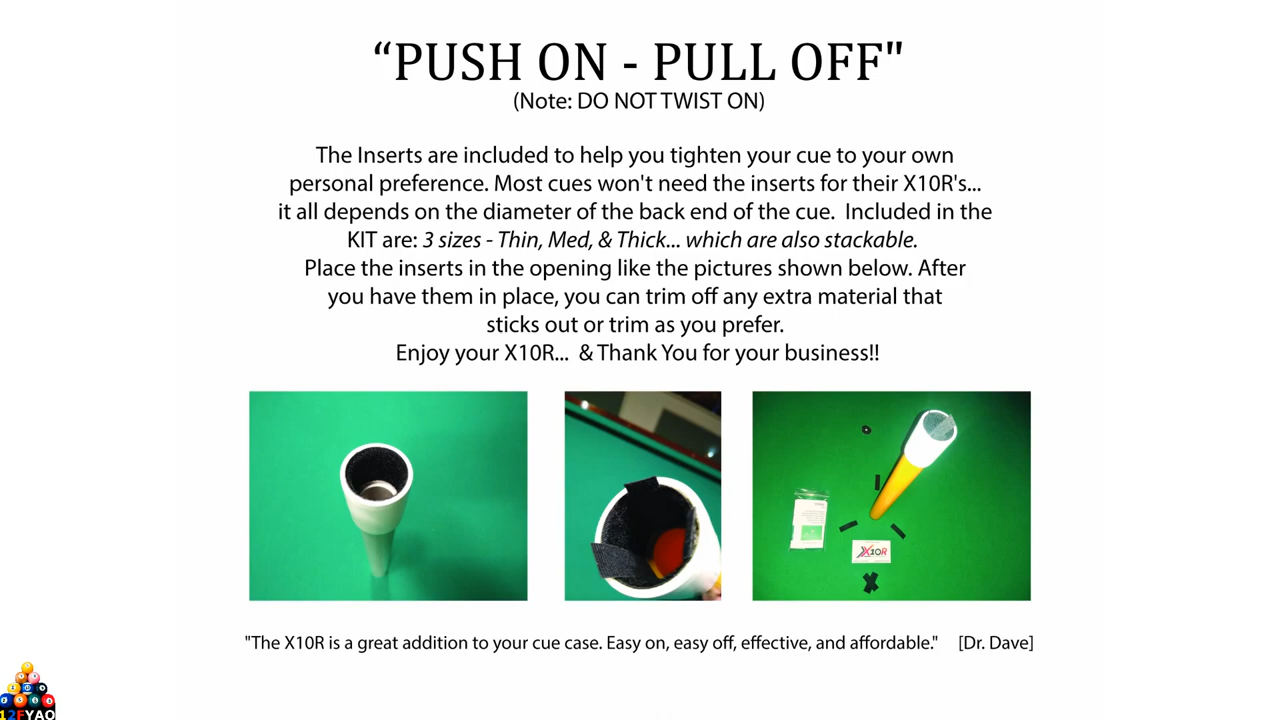 “PUSH ON - PULL OFF"
(Note: DO NOT TWIST ON)
The Inserts are included to help you tighten your cue to your own
personal preference. Most cues won't need the inserts for their X10R's...
it all depends on the diameter of the back end of the cue.  Included in the
KIT are: 3 sizes - Thin, Med, & Thick... which are also stackable.
Place the inserts in the opening like the pictures shown below. After
you have them in place, you can trim off any extra material that
sticks out or trim as you prefer.
Enjoy your X10R...  & Thank You for your business!!
X10R
"The X10R is a great addition to your cue case. Easy on, easy off, effective, and affordable."    [Dr. Dave]
12FYAO